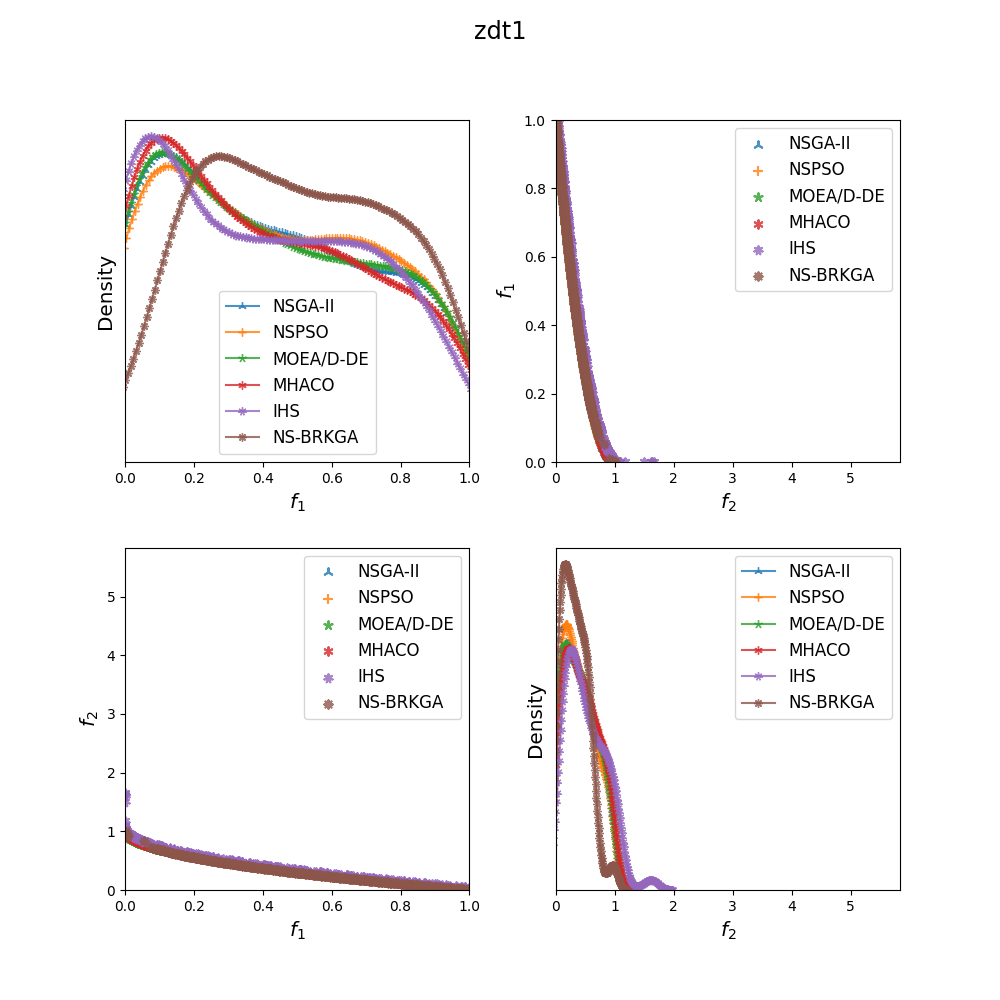 zdt1
Density
NSGA-II
NSPSO
MOEA/D-DE
MHACO
IHS
NS-BRKGA
0.0 0.2 0.4 0.6 0.8 1.0
f1
1.0
0.8
0.6
0.4
0.2
0.0
f1
NSGA-II
NSPSO
MOEA/D-DE
MHACO
IHS
NS-BRKGA
0 1 2 3 4 5
f2
5
4
3
2
1
0
f2
NSGA-II
NSPSO
MOEA/D-DE
MHACO
IHS
NS-BRKGA
0.0 0.2 0.4 0.6 0.8 1.0
f1
Density
NSGA-II
NSPSO
MOEA/D-DE
MHACO
IHS
NS-BRKGA
0 1 2 3 4 5
f2